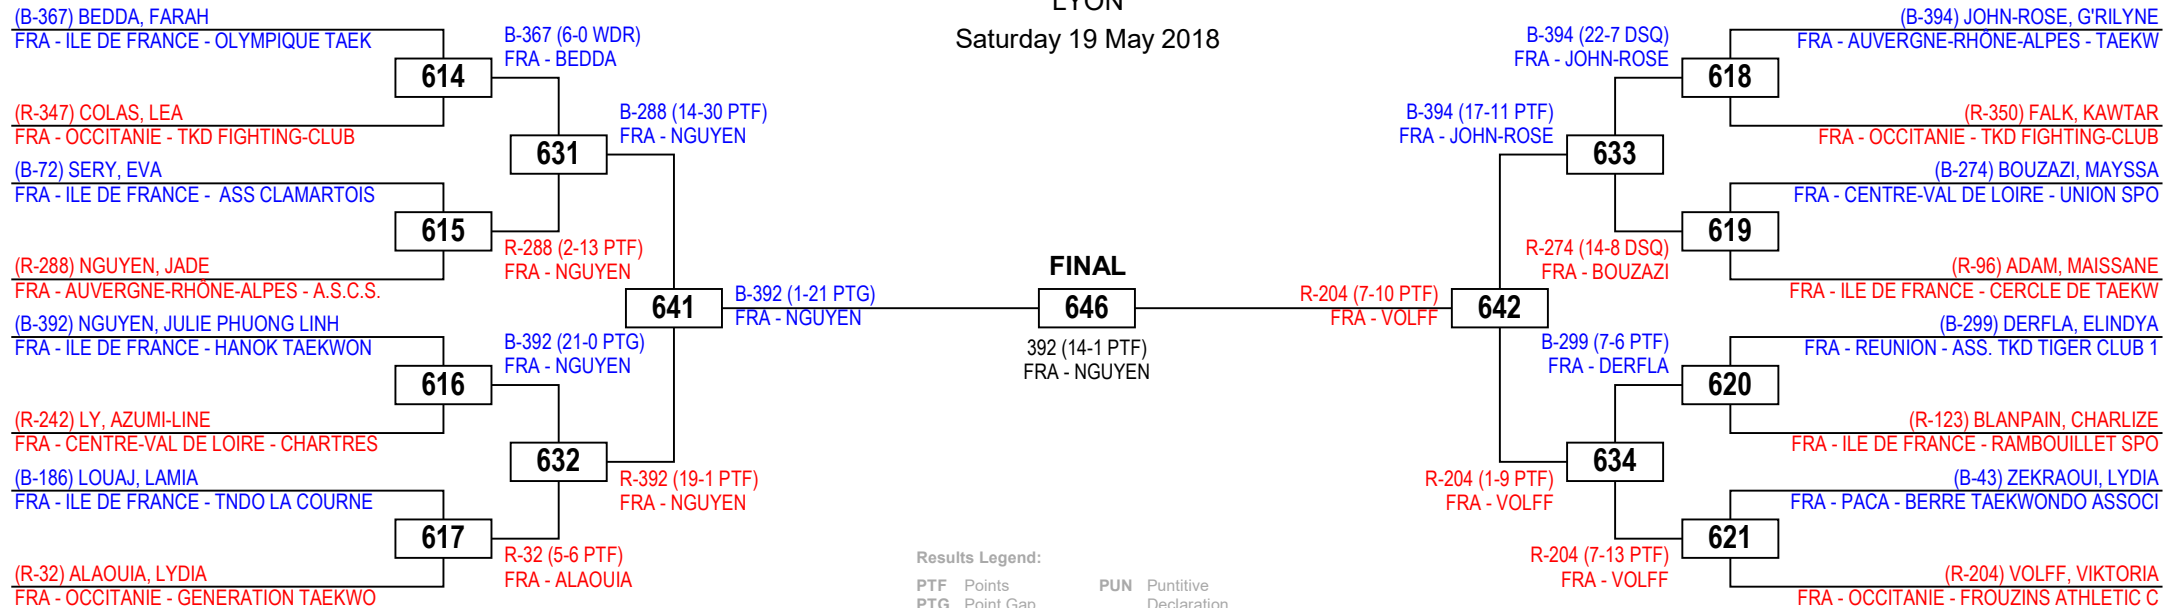 LYON
Saturday 19 May 2018
(B-367) BEDDA, FARAH
FRA - ILE DE FRANCE - OLYMPIQUE TAEK
614
(R-347) COLAS, LEA
FRA - OCCITANIE - TKD FIGHTING-CLUB
(B-72) SERY, EVA
FRA - ILE DE FRANCE - ASS CLAMARTOIS
615
(R-288) NGUYEN, JADE
FRA - AUVERGNE-RHÔNE-ALPES - A.S.C.S.
(B-392) NGUYEN, JULIE PHUONG LINH
FRA - ILE DE FRANCE - HANOK TAEKWON
616
(R-242) LY, AZUMI-LINE
FRA - CENTRE-VAL DE LOIRE - CHARTRES
(B-186) LOUAJ, LAMIA
FRA - ILE DE FRANCE - TNDO LA COURNE
617
(R-32) ALAOUIA, LYDIA
FRA - OCCITANIE - GENERATION TAEKWO
B-367 (6-0 WDR)
FRA - BEDDA
631
R-288 (2-13 PTF)
FRA - NGUYEN
B-392 (21-0 PTG)
FRA - NGUYEN
632
R-32 (5-6 PTF)
FRA - ALAOUIA
B-288 (14-30 PTF)
FRA - NGUYEN
641
R-392 (19-1 PTF)
FRA - NGUYEN
B-392 (1-21 PTG)
FRA - NGUYEN
FINAL
646
392 (14-1 PTF)
FRA - NGUYEN
R-204 (7-10 PTF)
FRA - VOLFF
B-394 (17-11 PTF)
FRA - JOHN-ROSE
642
R-204 (1-9 PTF)
FRA - VOLFF
B-394 (22-7 DSQ)
FRA - JOHN-ROSE
633
R-274 (14-8 DSQ)
FRA - BOUZAZI
B-299 (7-6 PTF)
FRA - DERFLA
634
R-204 (7-13 PTF)
FRA - VOLFF
(B-394) JOHN-ROSE, G'RILYNE
FRA - AUVERGNE-RHÔNE-ALPES - TAEKW
618
(R-350) FALK, KAWTAR
FRA - OCCITANIE - TKD FIGHTING-CLUB
(B-274) BOUZAZI, MAYSSA
FRA - CENTRE-VAL DE LOIRE - UNION SPO
619
(R-96) ADAM, MAISSANE
FRA - ILE DE FRANCE - CERCLE DE TAEKW
(B-299) DERFLA, ELINDYA
FRA - REUNION - ASS. TKD TIGER CLUB 1
620
(R-123) BLANPAIN, CHARLIZE
FRA - ILE DE FRANCE - RAMBOUILLET SPO
(B-43) ZEKRAOUI, LYDIA
FRA - PACA - BERRE TAEKWONDO ASSOCI
621
(R-204) VOLFF, VIKTORIA
FRA - OCCITANIE - FROUZINS ATHLETIC C
Results Legend:
PTF Points PUN Puntitive
PTG Point Gap Declaration